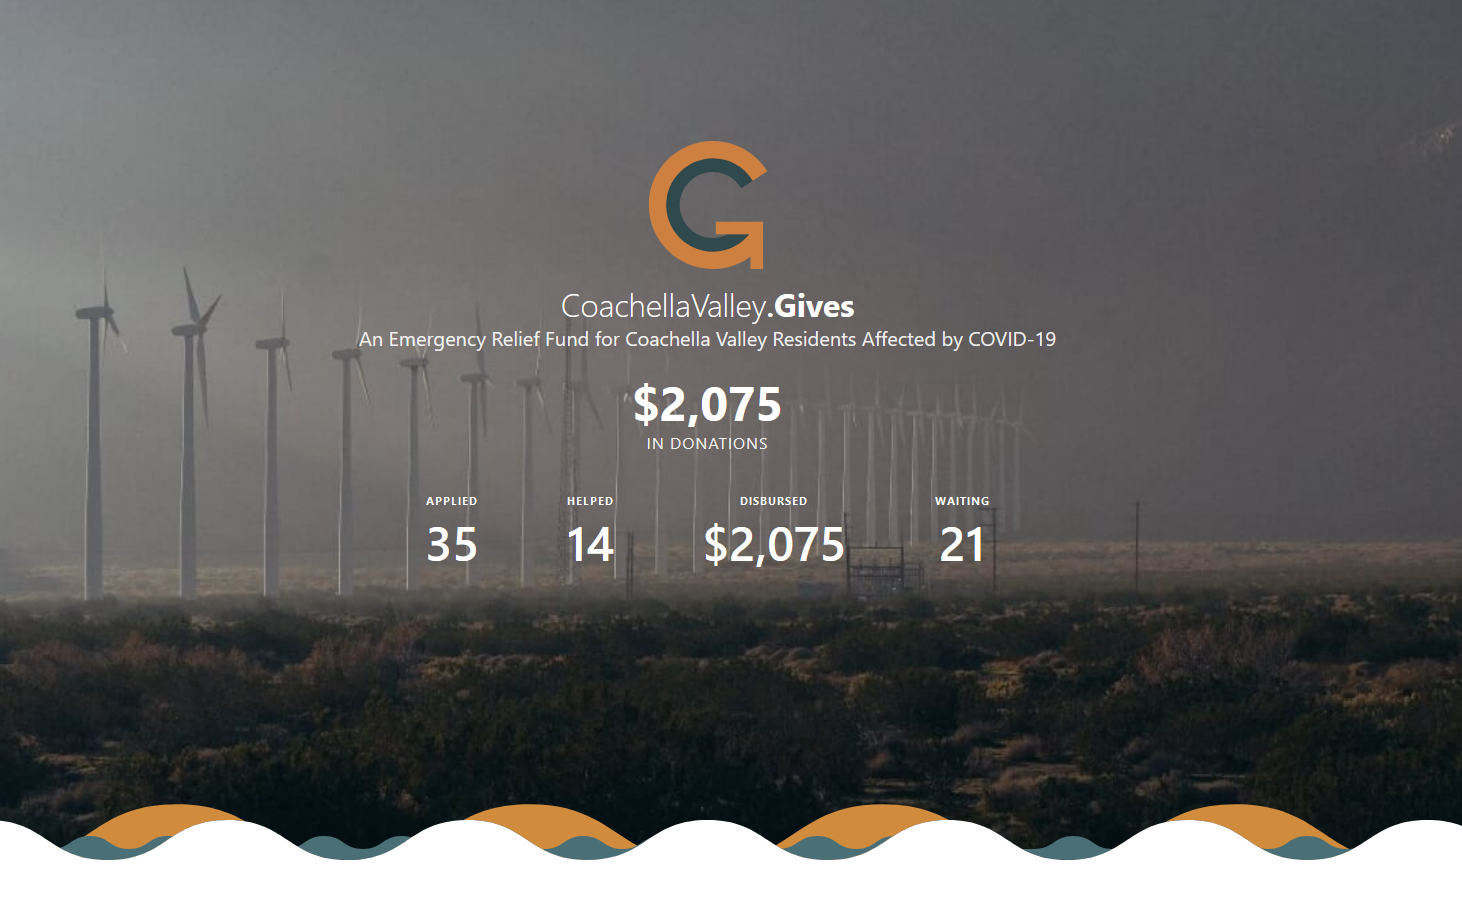 CoachellaValley.Gives
An Emergency Relief Fund for Coachella Valley Residents Affected by COVID-19
$2,075
IN DONATIONS
APPLIED HELPED DISBURSED WAITING
35 14 $2,075 21